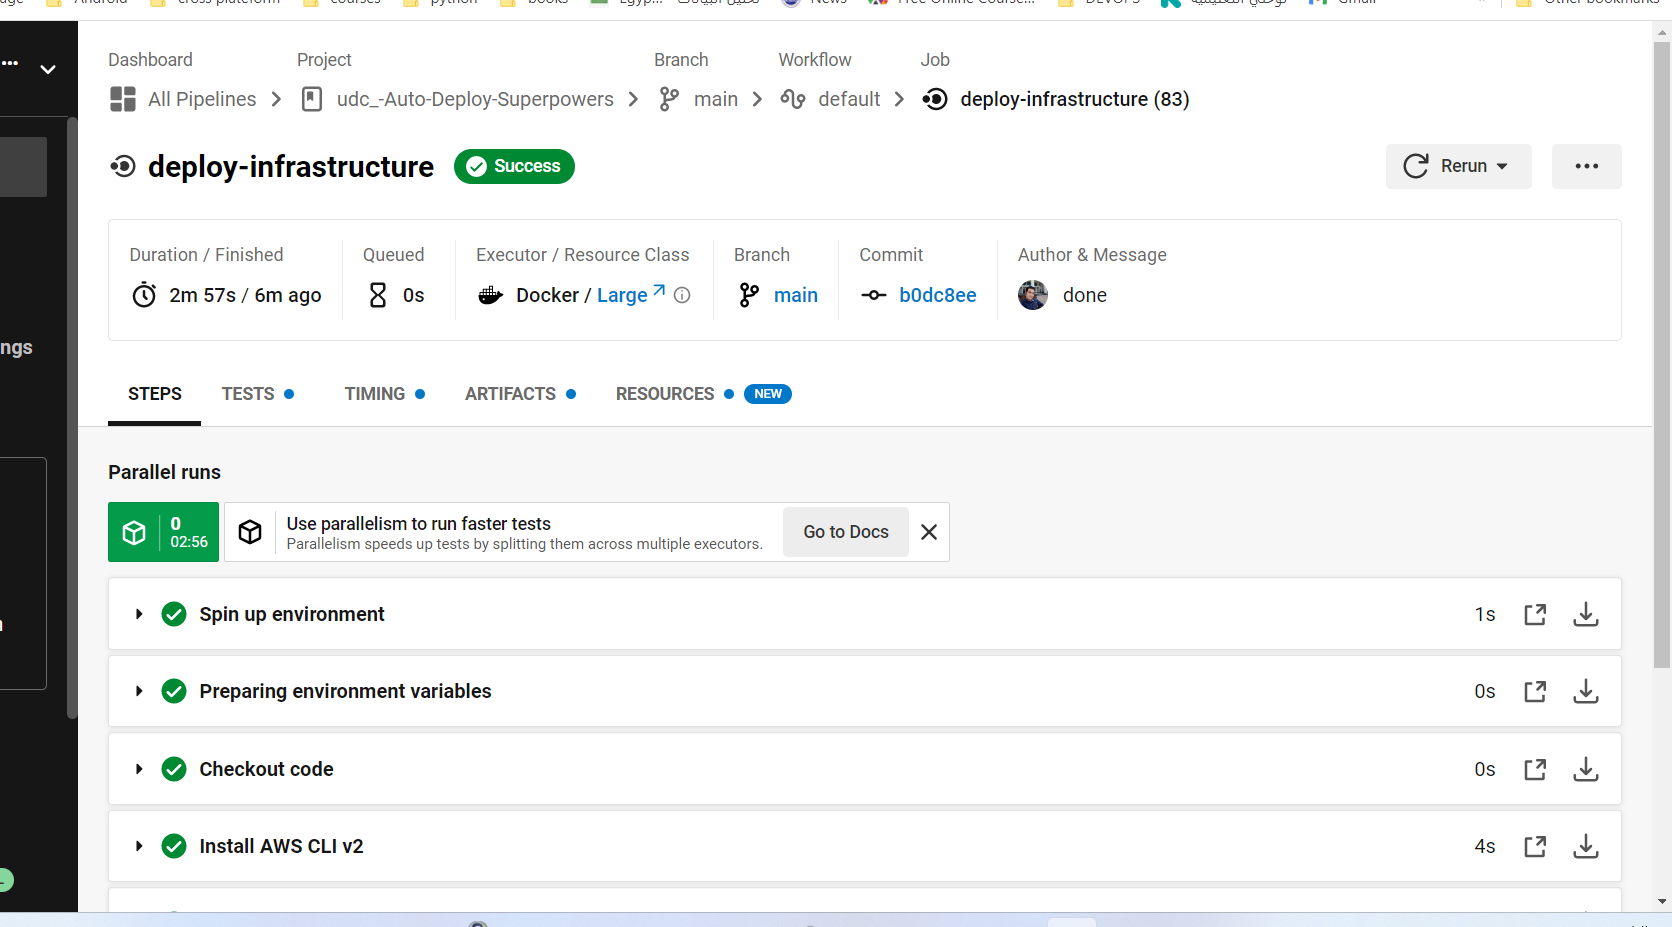 Dashboard Project Branch Workflow Job
All Pipelines udc_-Auto-Deploy-Superpowers main default deploy-infrastructure (83)
deploy-infrastructure Success Rerun
Duration / Finished Queued Executor / Resource Class Branch Commit Author & Message
2m 57s / 6m ago 0s Docker / Large main b0dc8ee done
ngs
STEPS TESTS TIMING ARTIFACTS RESOURCES NEW
Parallel runs
0
02:56
Use parallelism to run faster tests
Parallelism speeds up tests by splitting them across multiple executors.
Go to Docs
Spin up environment 1s
Preparing environment variables 0s
Checkout code 0s
Install AWS CLI v2 4s